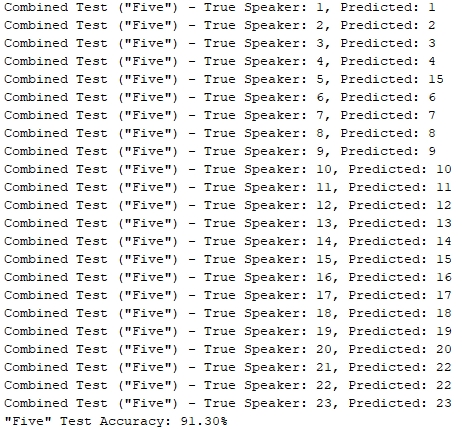 Combined Test ("Five") - True Speaker: 1, Predicted: 1
Combined Test ("Five") - True Speaker: 2, Predicted: 2
Combined Test ("Five") - True Speaker: 3, Predicted: 3
Combined Test ("Five") - True Speaker: 4, Predicted: 4
Combined Test ("Five") - True Speaker: 5, Predicted: 15
Combined Test ("Five") - True Speaker: 6, Predicted: 6
Combined Test ("Five") - True Speaker: 7, Predicted: 7
Combined Test ("Five") - True Speaker: 8, Predicted: 8
Combined Test ("Five") - True Speaker: 9, Predicted: 9
Combined Test ("Five") - True Speaker: 10, Predicted: 10
Combined Test ("Five") - True Speaker: 11, Predicted: 11
Combined Test ("Five") - True Speaker: 12, Predicted: 12
Combined Test ("Five") - True Speaker: 13, Predicted: 13
Combined Test ("Five") - True Speaker: 14, Predicted: 14
Combined Test ("Five") - True Speaker: 15, Predicted: 15
Combined Test ("Five") - True Speaker: 16, Predicted: 16
Combined Test ("Five") - True Speaker: 17, Predicted: 17
Combined Test ("Five") - True Speaker: 18, Predicted: 18
Combined Test ("Five") - True Speaker: 19, Predicted: 19
Combined Test ("Five") - True Speaker: 20, Predicted: 20
Combined Test ("Five") - True Speaker: 21, Predicted: 22
Combined Test ("Five") - True Speaker: 22, Predicted: 22
Combined Test ("Five") - True Speaker: 23, Predicted: 23
"Five" Test Accuracy: 91.30%